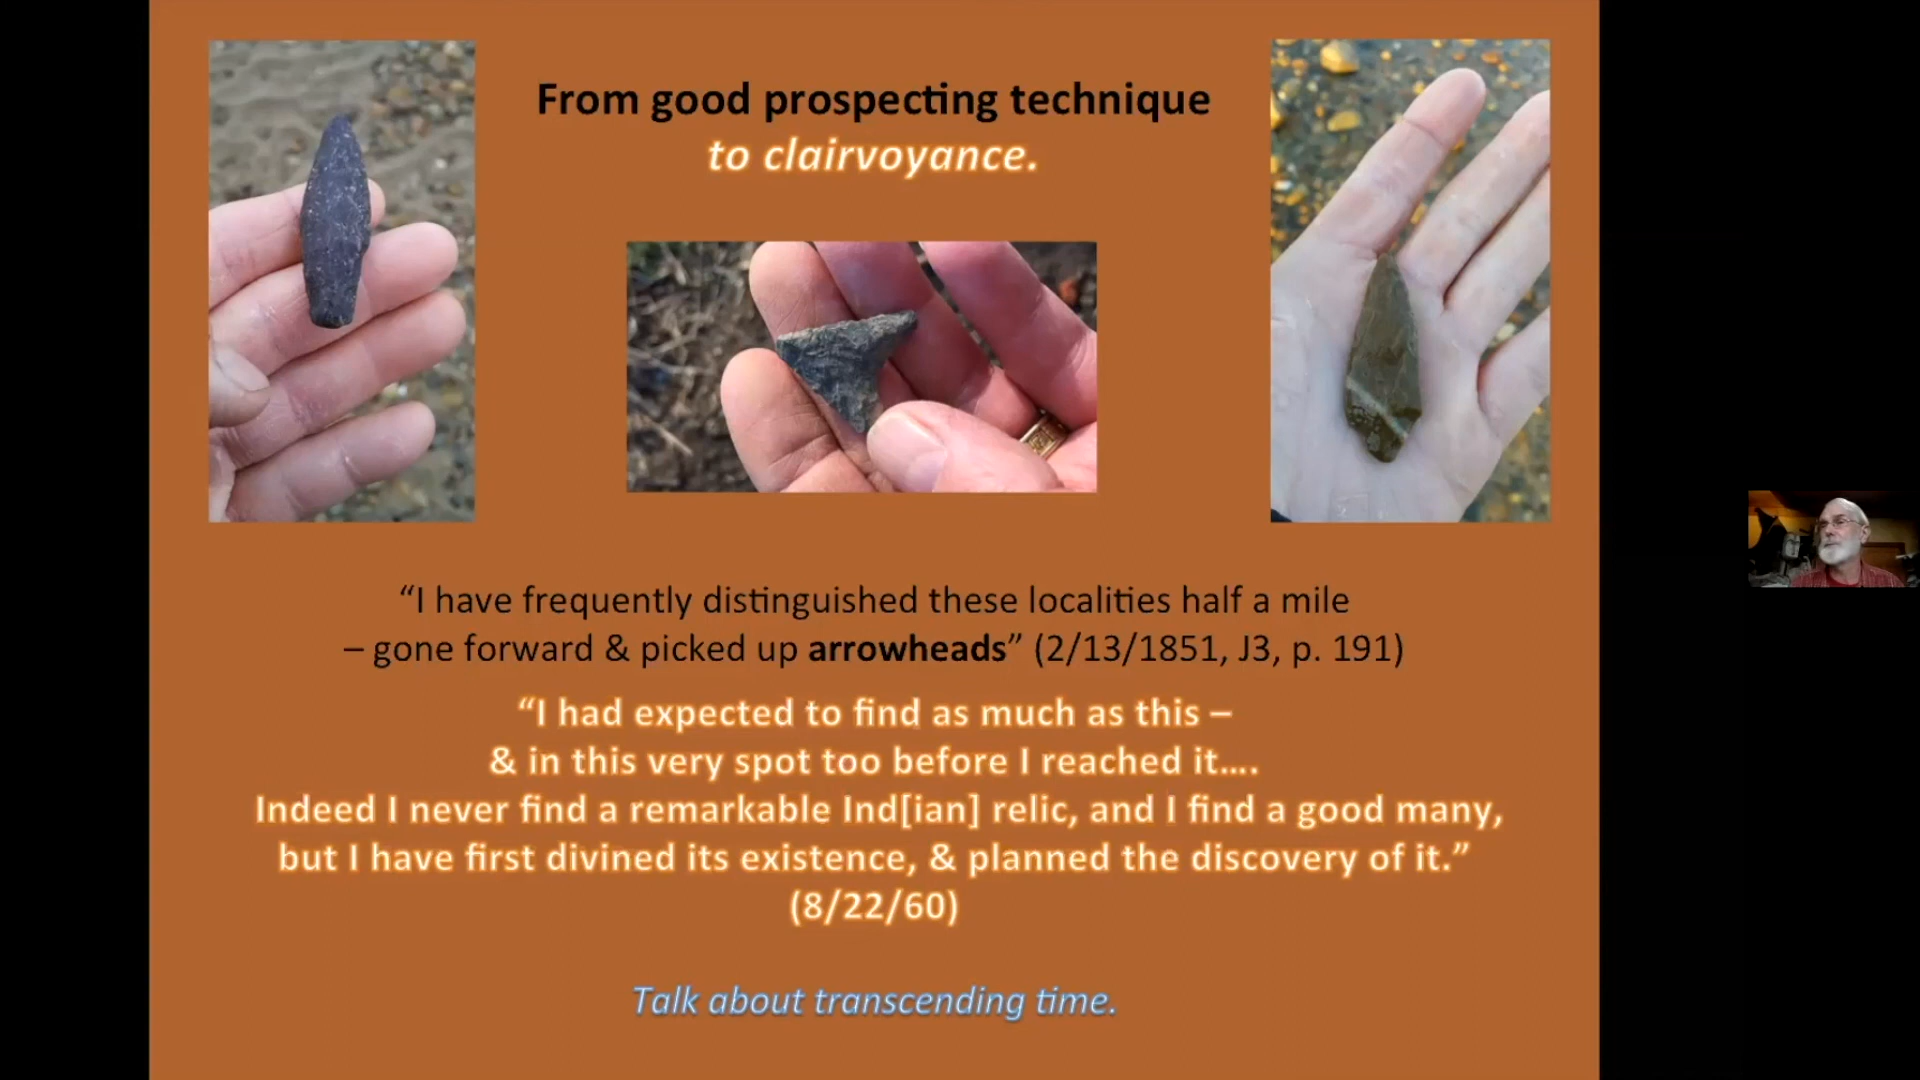 From good prospecting technique
to clairvoyance.
“I have frequently distinguished these localities half a mile
– gone forward & picked up arrowheads” (2/13/1851, J3, p. 191)
“I had expected to find as much as this –
& in this very spot too before I reached it….
Indeed I never find a remarkable Ind[ian] relic, and I find a good many,
but I have first divined its existence, & planned the discovery of it.”
(8/22/60)
Talk about transcending time.